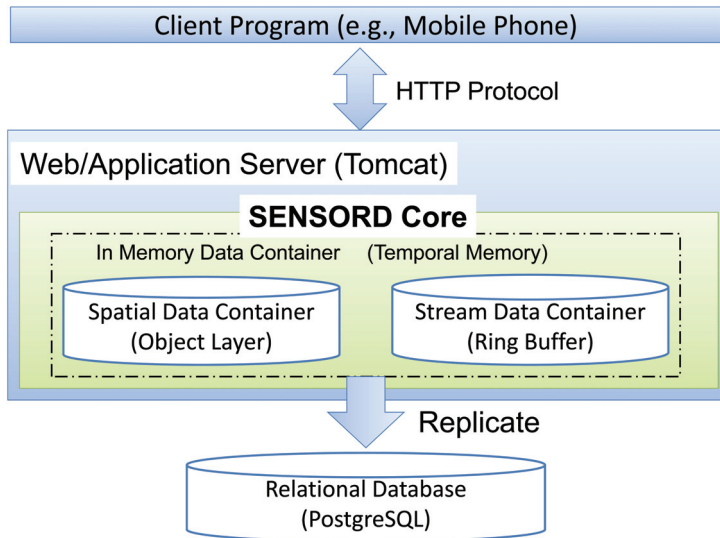 Client Program (e.g., Mobile Phone)
HTTP Protocol
Web/Application Server (Tomcat)
SENSORD Core
In Memory Data Container (Temporal Memory)
Spatial Data Container
(Object Layer)
Stream Data Container
(Ring Buffer)
Replicate
Relational Database
(PostgreSQL)